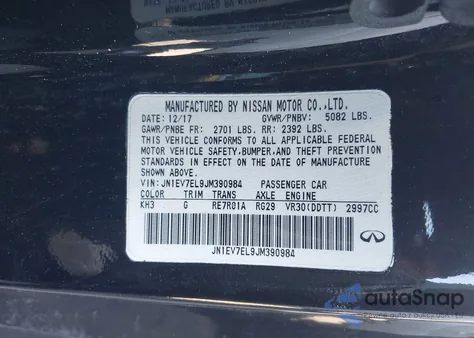 MANUFACTURED BY NISSAN MOTOR CO.,LTD.
DATE: 12/17 GVWR/PNBV: 5082 LBS.
GAWR/PNBE FR: 2701 LBS. RR: 2392 LBS.
THIS VEHICLE CONFORMS TO ALL APPLICABLE FEDERAL
MOTOR VEHICLE SAFETY,BUMPER,AND THEFT PREVENTION
STANDARDS IN EFFECT ON THE DATE OF MANUFACTURE
SHOWN ABOVE.
VIN: JN1EV7EL9JM390984 PASSENGER CAR
COLOR TRIM TRANS AXLE ENGINE
KH3 G RE7R01A RG29 VR30(DDTT) 2997CC
JN1EV7EL9JM390984
INFINITI
autoSnap